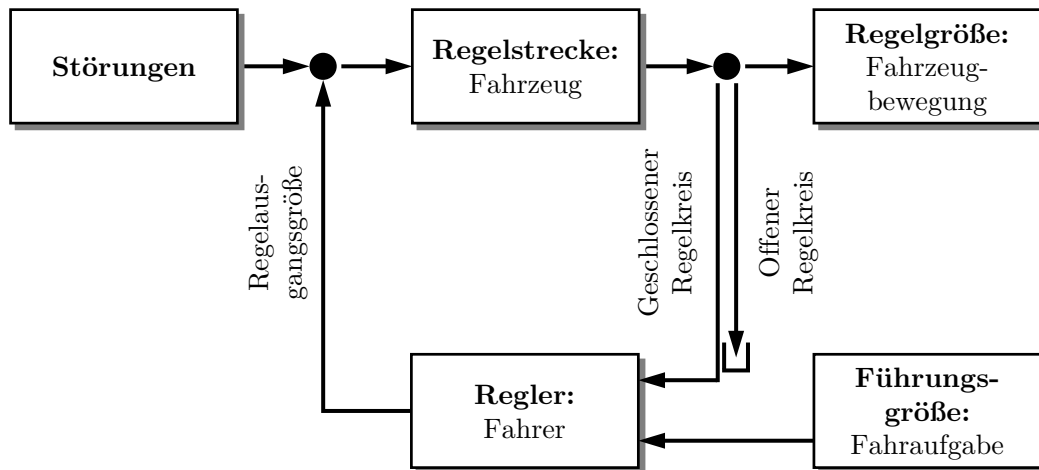 Störungen
Regelstrecke:
Fahrzeug
Regelgröße:
Fahrzeug-
bewegung
Regelaus-
gangsgröße
Geschlossener
Regelkreis
Offener
Regelkreis
Regler:
Fahrer
Führungs-
größe:
Fahraufgabe